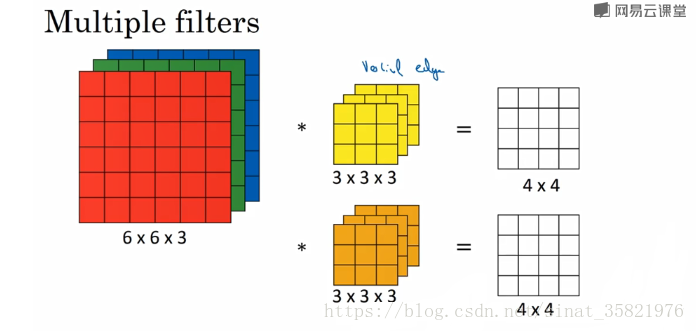 Multiple filters
网易云课堂
Vertical edge
*
=
3 x 3 x 3
4 x 4
6 x 6 x 3
*
=
3 x 3 x 3
4 x 4
https://blog.csdn.net/sinat_35821976